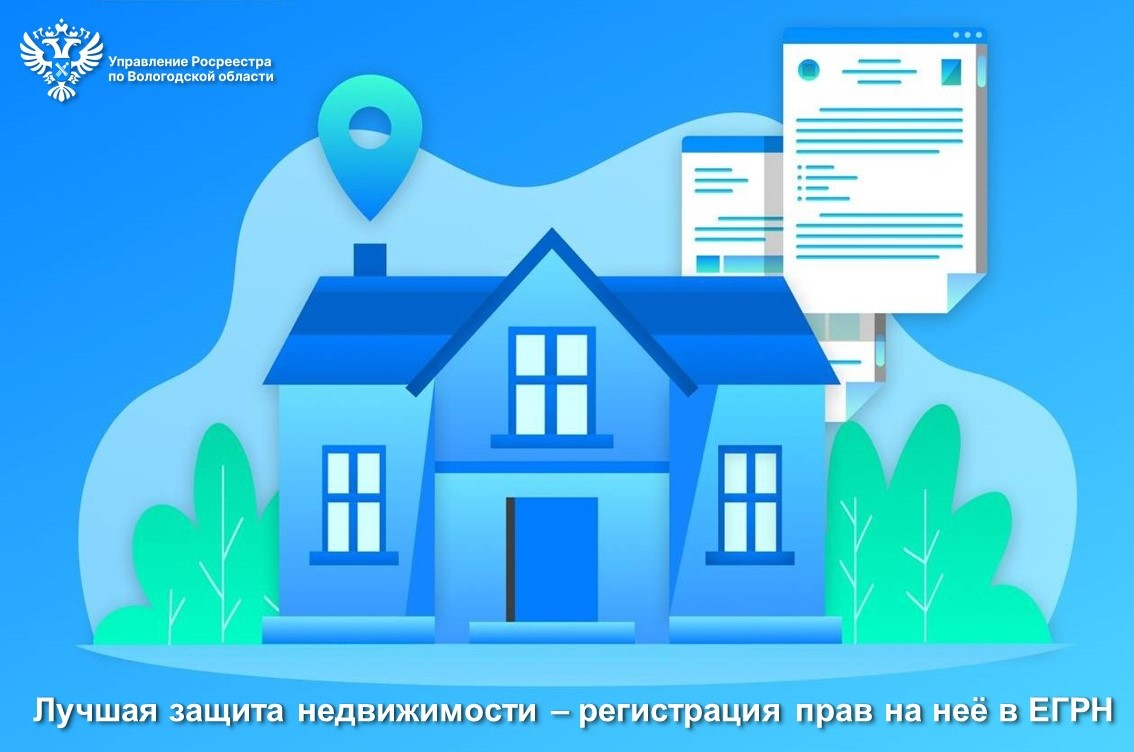 Управление Росреестра
по Вологодской области
Лучшая защита недвижимости – регистрация прав на неё в ЕГРН